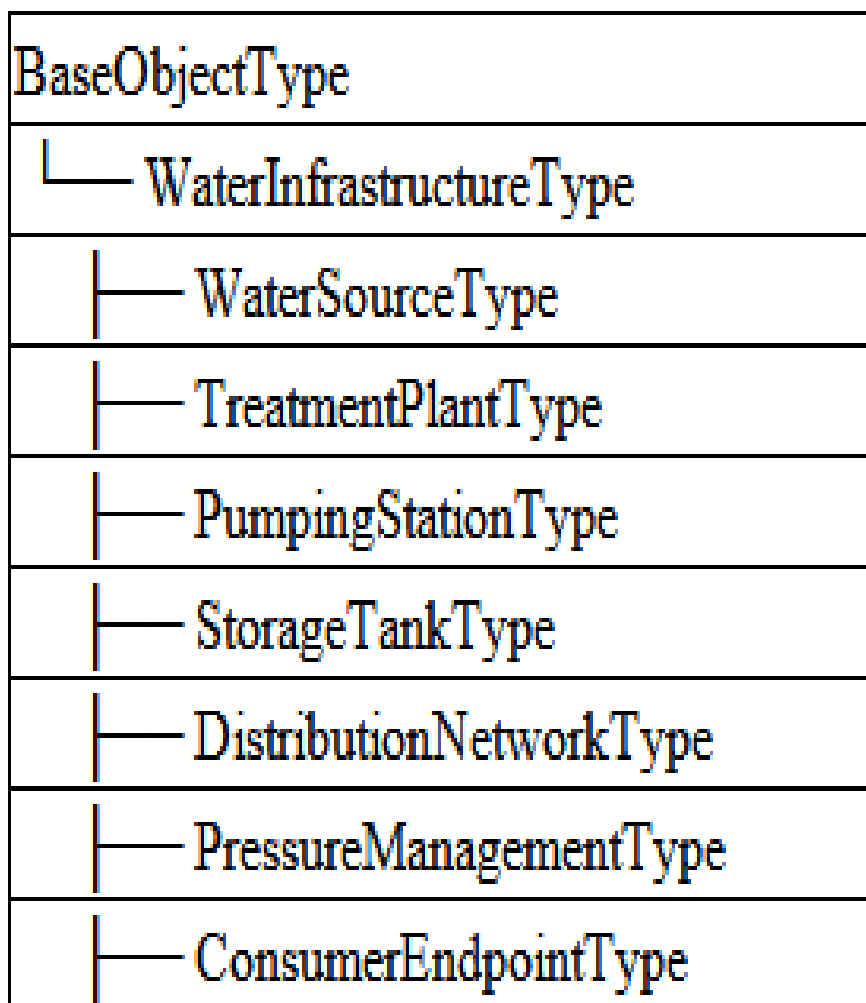 BaseObjectType
└── WaterInfrastructureType
├── WaterSourceType
├── TreatmentPlantType
├── PumpingStationType
├── StorageTankType
├── DistributionNetworkType
├── PressureManagementType
├── ConsumerEndpointType